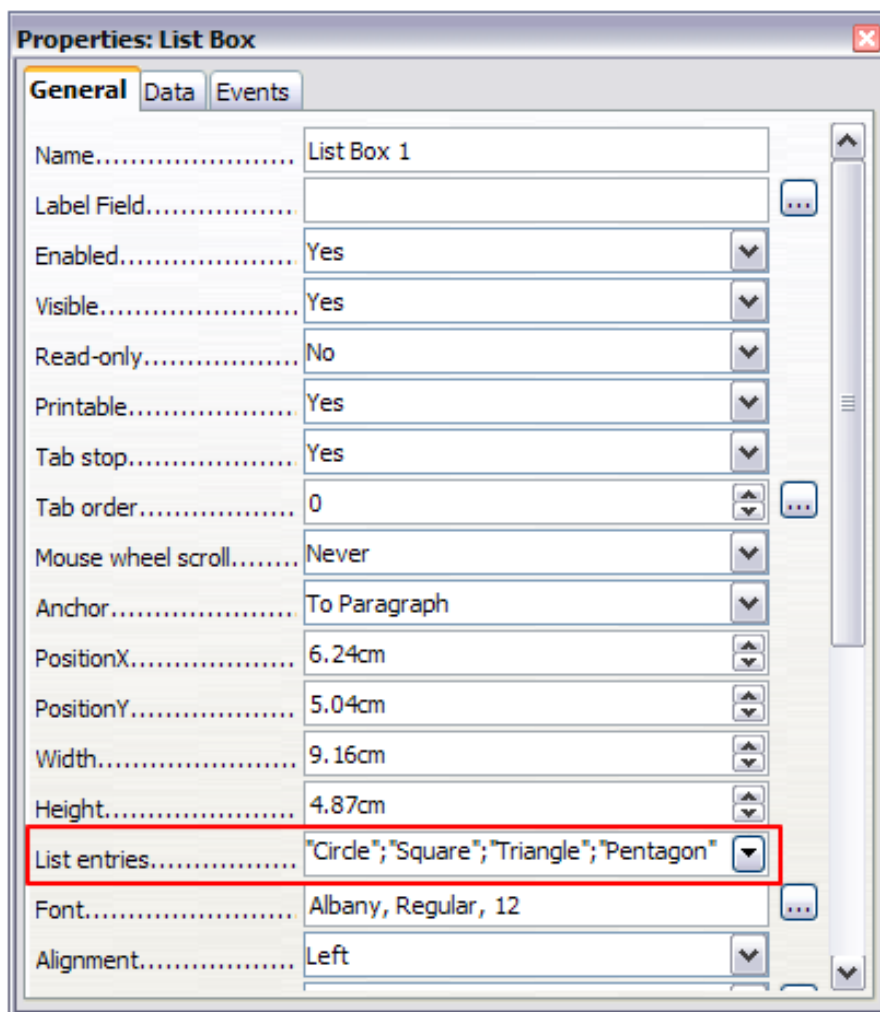 Properties: List Box
General Data Events
Name....................... List Box 1
Label Field..................
Enabled..................... Yes
Visible....................... Yes
Read-only.................. No
Printable.................... Yes
Tab stop.................... Yes
Tab order................... 0 ...
Mouse wheel scroll....... Never
Anchor...................... To Paragraph
PositionX................... 6.24cm
PositionY................... 5.04cm
Width........................ 9.16cm
Height....................... 4.87cm
List entries................. "Circle";"Square";"Triangle";"Pentagon"
Font......................... Albany, Regular, 12 ...
Alignment.................. Left